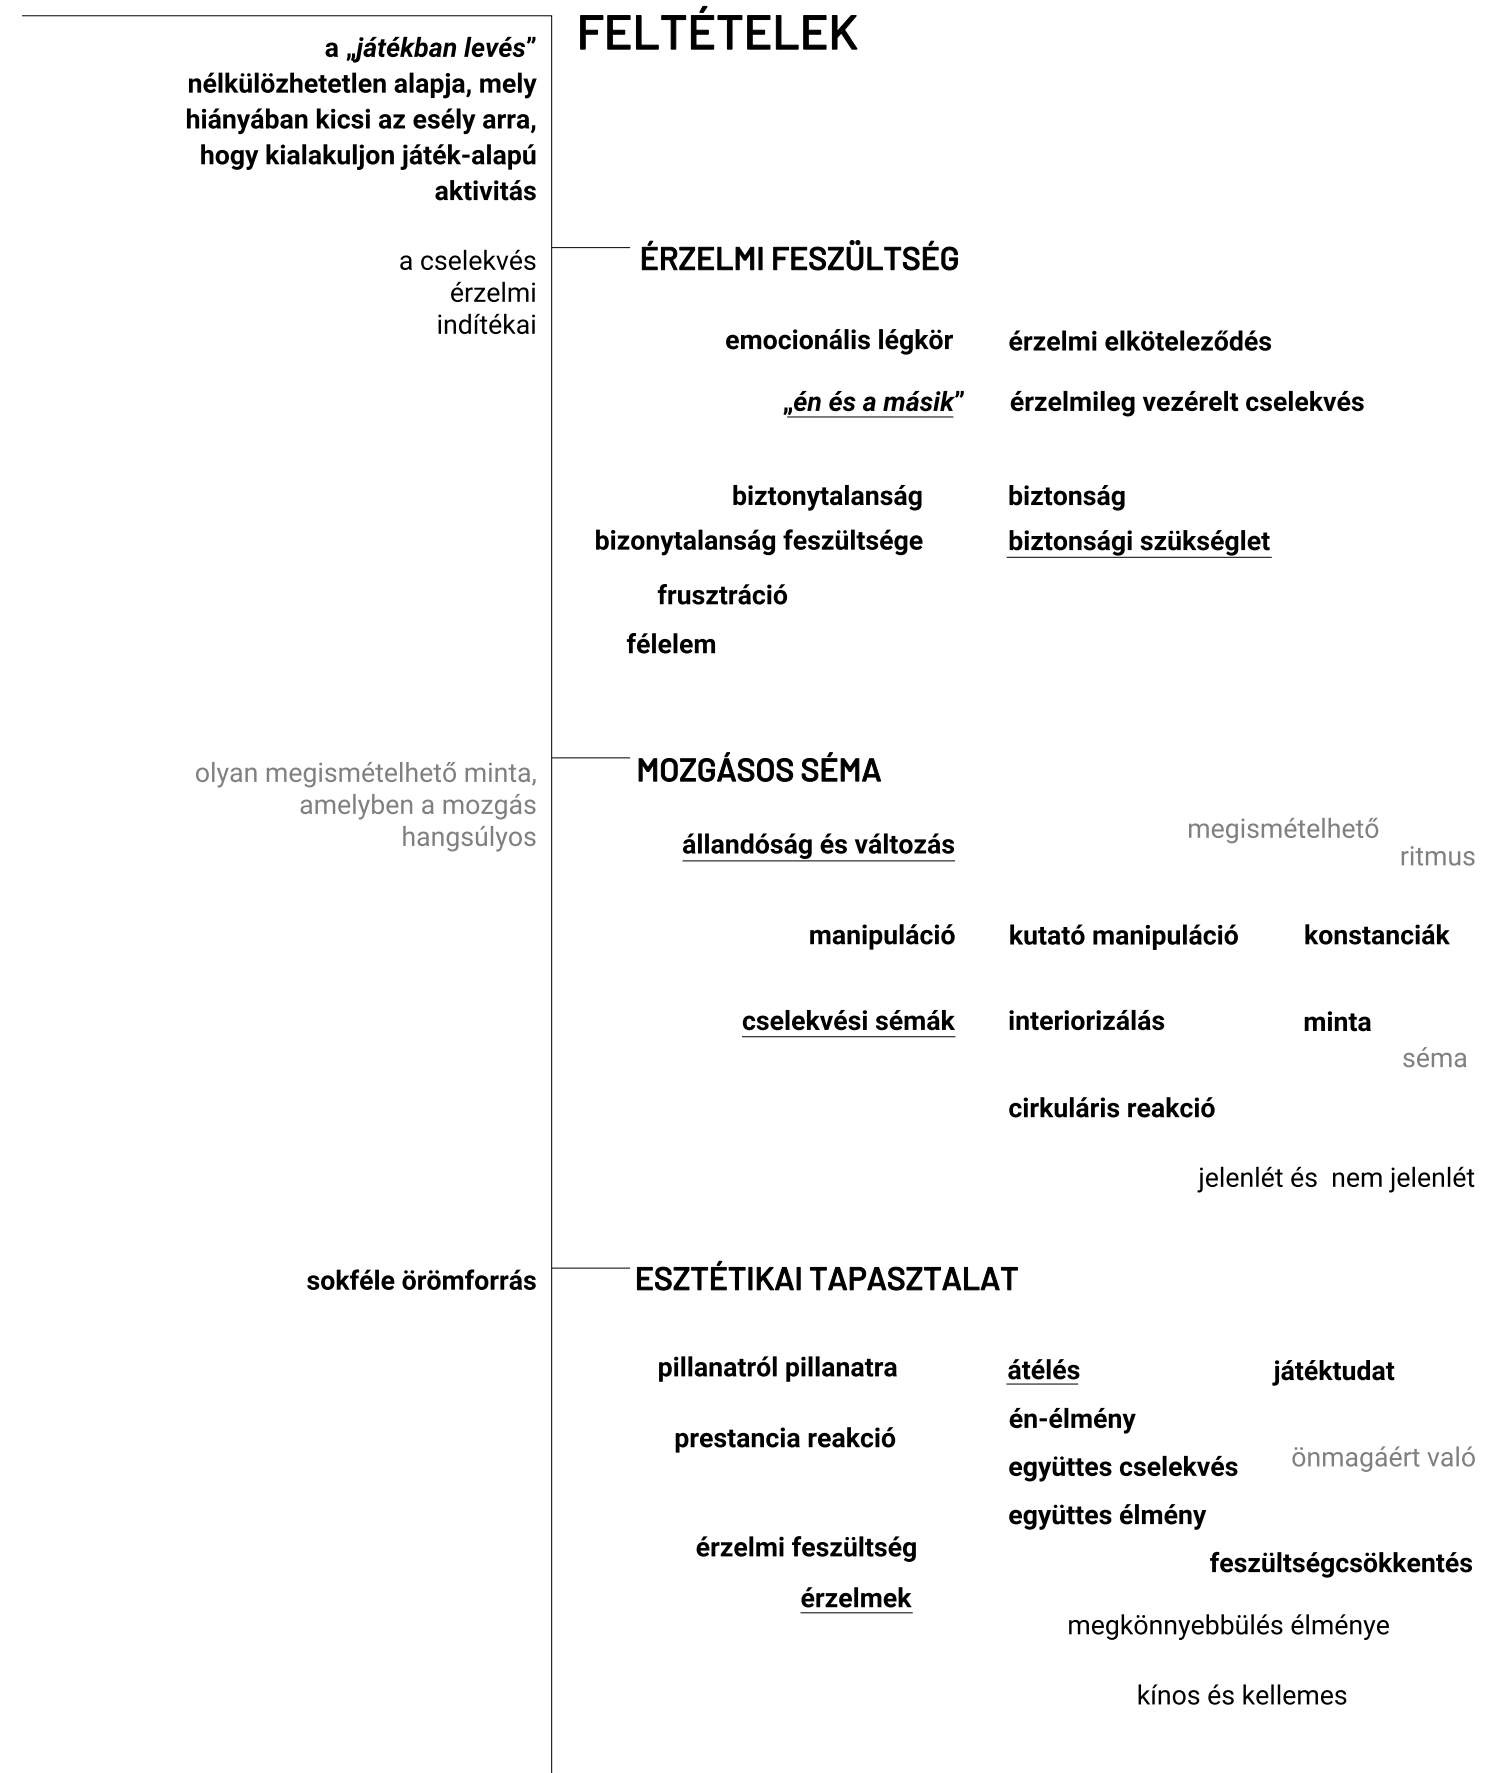 FELTÉTELEK
a „játékban levés”
nélkülözhetetlen alapja, mely
hiányában kicsi az esély arra,
hogy kialakuljon játék-alapú
aktivitás
a cselekvés
érzelmi
indítékai
ÉRZELMI FESZÜLTSÉG
emocionális légkör érzelmi elköteleződés
„én és a másik” érzelmileg vezérelt cselekvés
biztonytalanság biztonság
bizonytalanság feszültsége biztonsági szükséglet
frusztráció
félelem
olyan megismételhető minta,
amelyben a mozgás
hangsúlyos
MOZGÁSOS SÉMA
megismételhető
állandóság és változás
ritmus
manipuláció kutató manipuláció konstanciák
cselekvési sémák interiorizálás minta
séma
cirkuláris reakció
jelenlét és nem jelenlét
sokféle örömforrás
ESZTÉTIKAI TAPASZTALAT
pillanatról pillanatra átélés játéktudat
én-élmény
prestancia reakció
együttes cselekvés önmagáért való
együttes élmény
érzelmi feszültség
feszültségcsökkentés
érzelmek
megkönnyebbülés élménye
kínos és kellemes